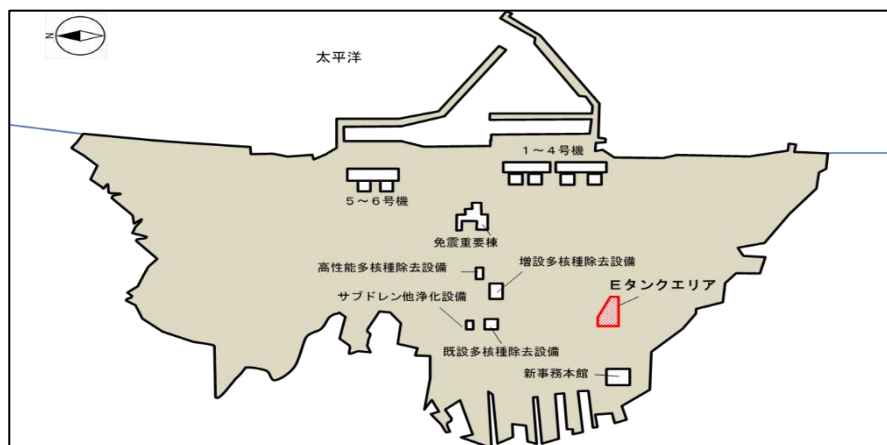 N
太平洋
1~4号機
5~6号機
免震重要棟
高性能多核種除去設備
増設多核種除去設備
Eタンクエリア
サブドレン他浄化設備
既設多核種除去設備
新事務本館